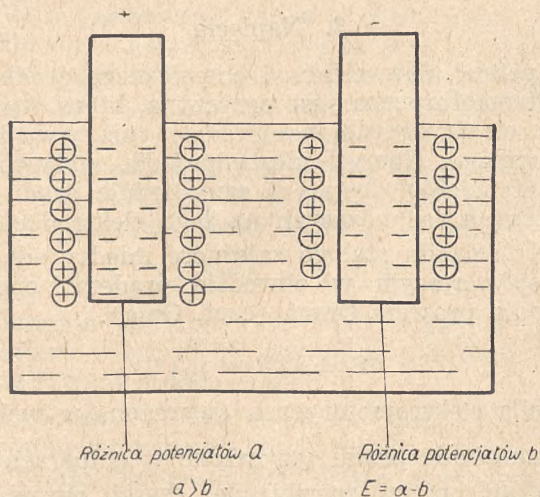 + -
Różnica potencjałów a Różnica potencjałów b
a>b E = a-b